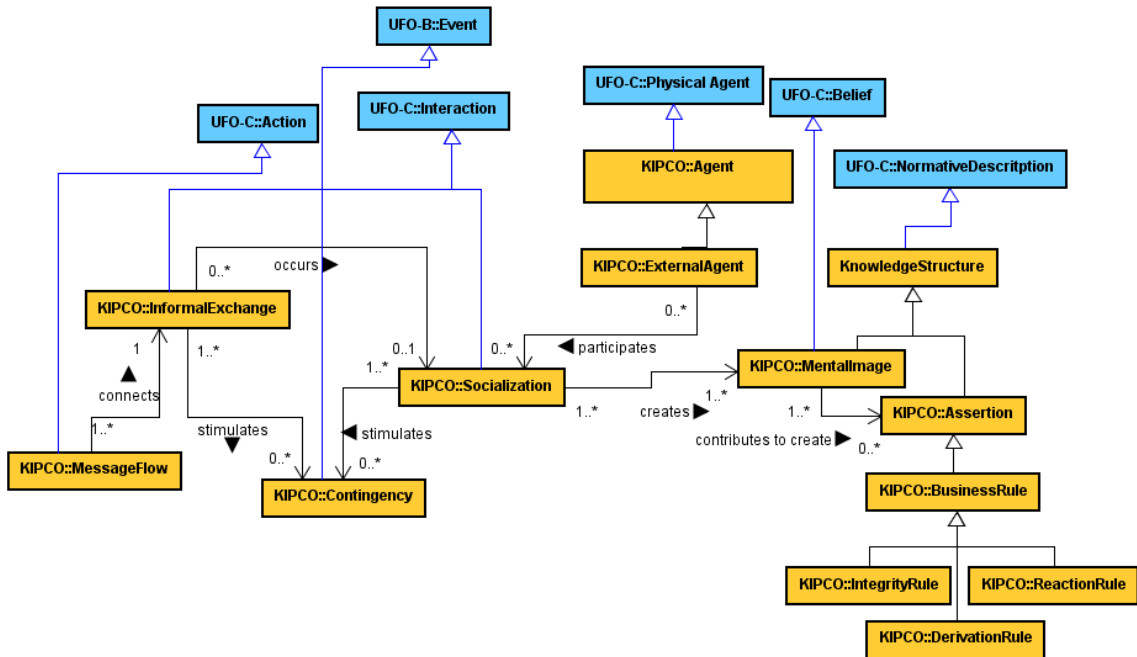 UFO-B::Event
UFO-C::Physical Agent
UFO-C::Belief
UFO-C::Action
UFO-C::Interaction
KIPCO::Agent
UFO-C::NormativeDescritption
0..*
occurs
KIPCO::ExternalAgent
KnowledgeStructure
KIPCO::InformalExchange
0..*
1
1..*
0..1
0..*
participates
1..*
KIPCO::Socialization
KIPCO::MentalImage
connects
1..*
1..*
creates
1..*
1..*
KIPCO::Assertion
stimulates
stimulates
contributes to create
0..*
KIPCO::MessageFlow
0..*
0..*
KIPCO::Contingency
KIPCO::BusinessRule
KIPCO::IntegrityRule
KIPCO::ReactionRule
KIPCO::DerivationRule